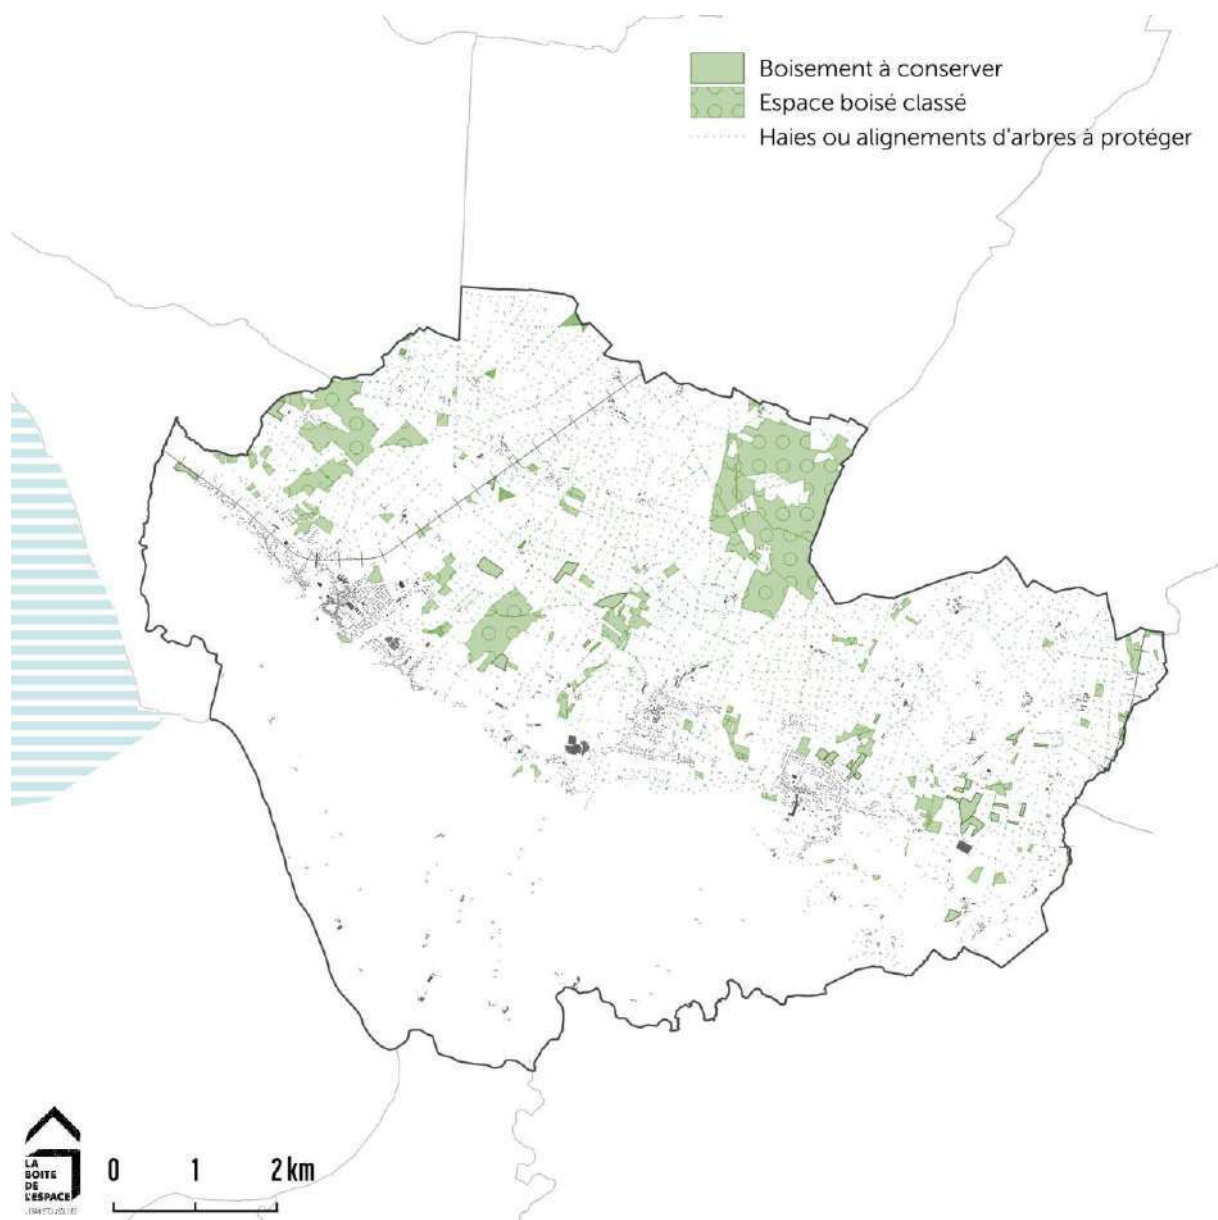 Boisement à conserver
Espace boisé classé
Haies ou alignements d'arbres à protéger
LA
BOITE
DE
L'ESPACE
0 1 2 km